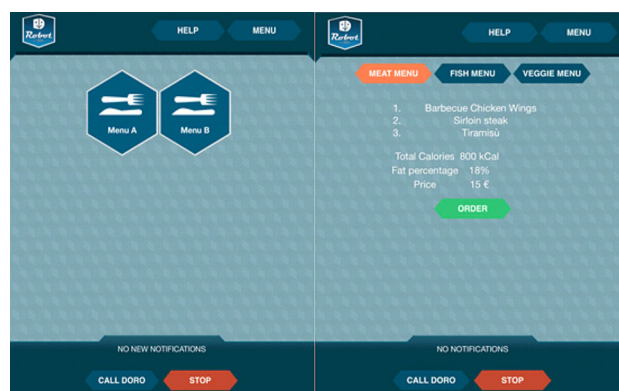 Robot
HELP
MENU
Menu A
Menu B
NO NEW NOTIFICATIONS
CALL DORO
STOP
Robot
HELP
MENU
MEAT MENU
FISH MENU
VEGGIE MENU
1. Barbecue Chicken Wings
2. Sirloin steak
3. Tiramisù
Total Calories 800 kCal
Fat percentage 18%
Price 15 €
ORDER
NO NOTIFICATIONS
CALL DORO
STOP